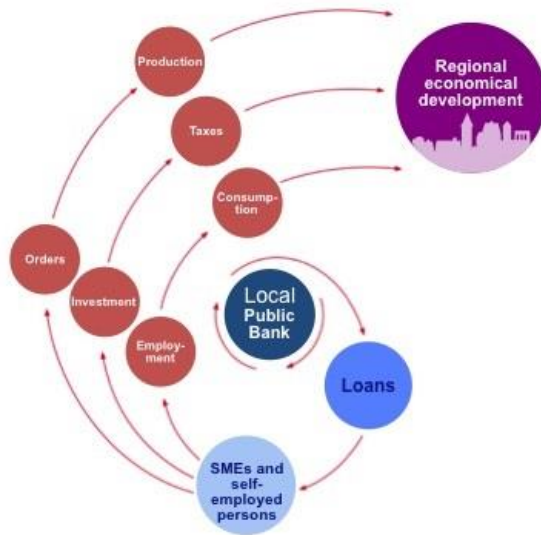 Production
Regional
economical
development
Taxes
Consump-
tion
Orders
Investment
Local
Public
Bank
Employ-
ment
Loans
SMEs and
self-
employed
persons